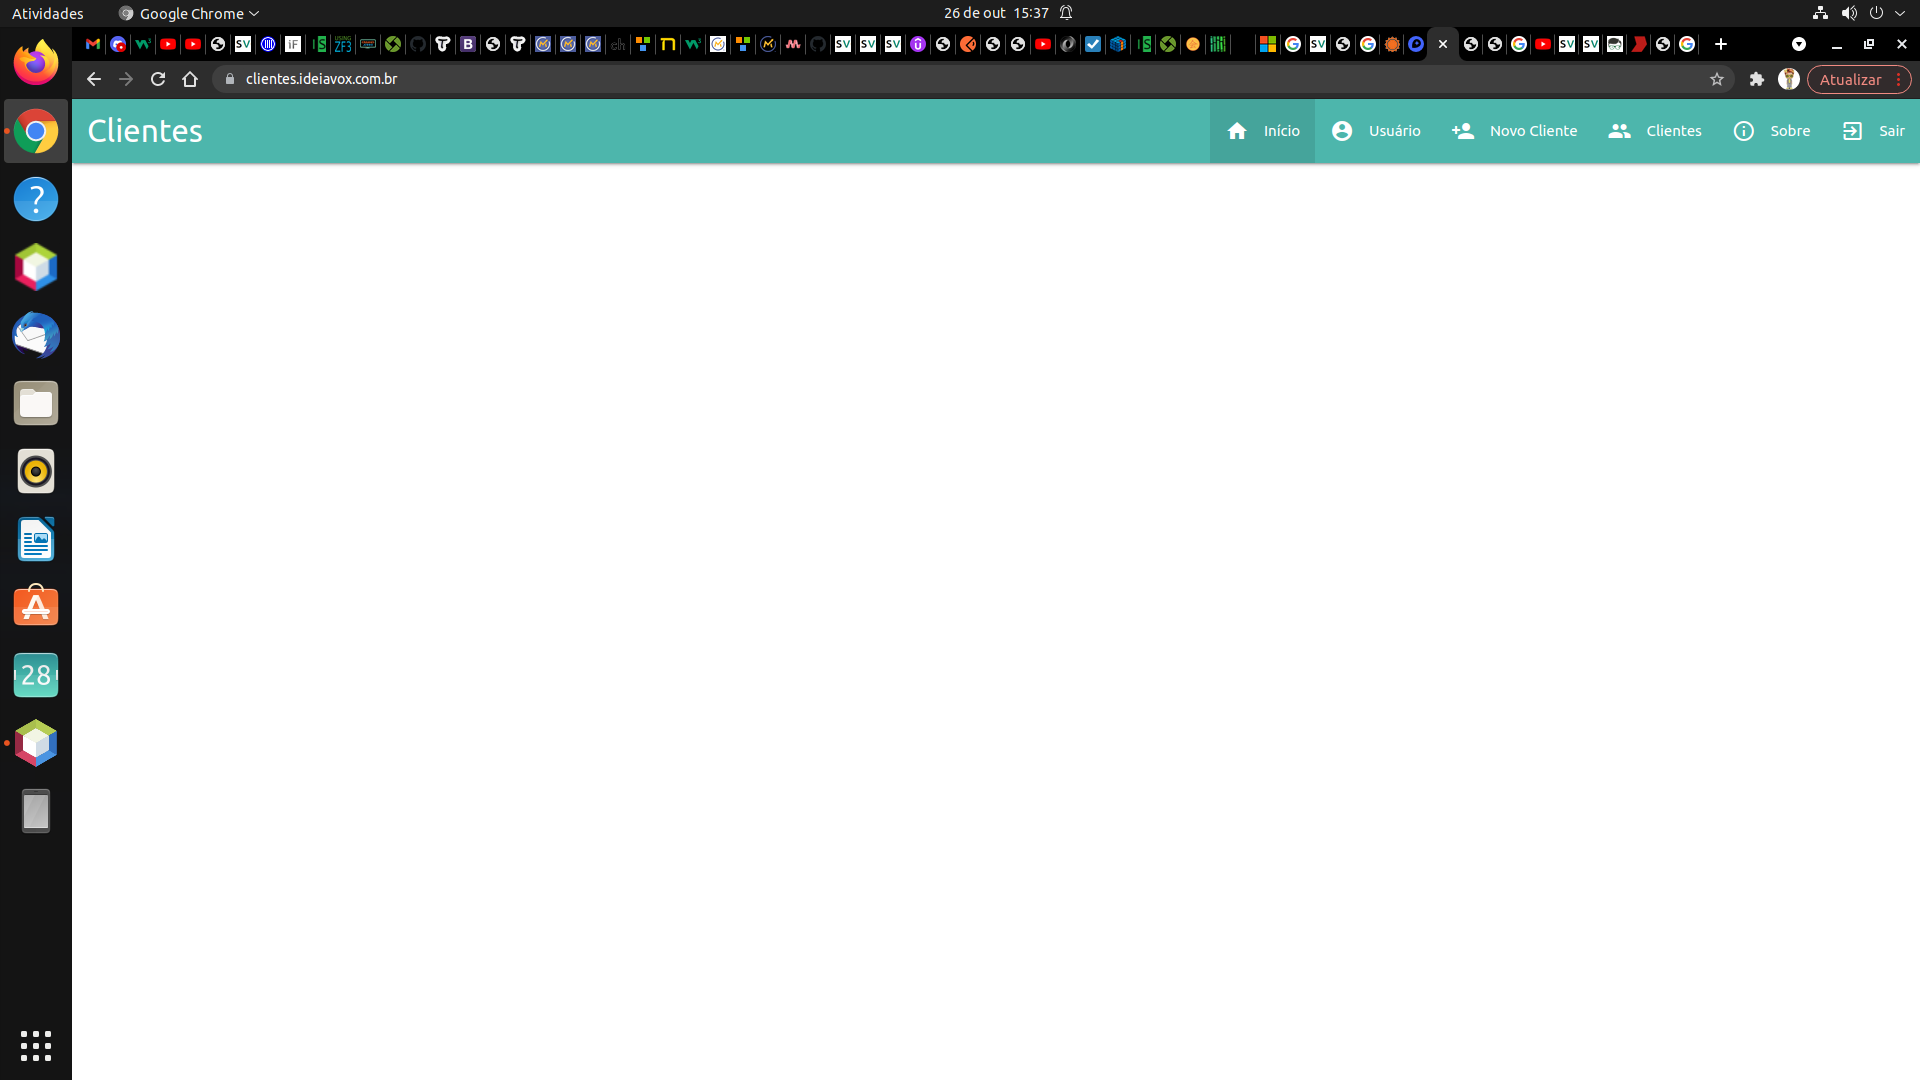 Atividades
Google Chrome
26 de out 15:37
clientes.ideiavox.com.br
Atualizar
Clientes
Início
Usuário
Novo Cliente
Clientes
Sobre
Sair
28